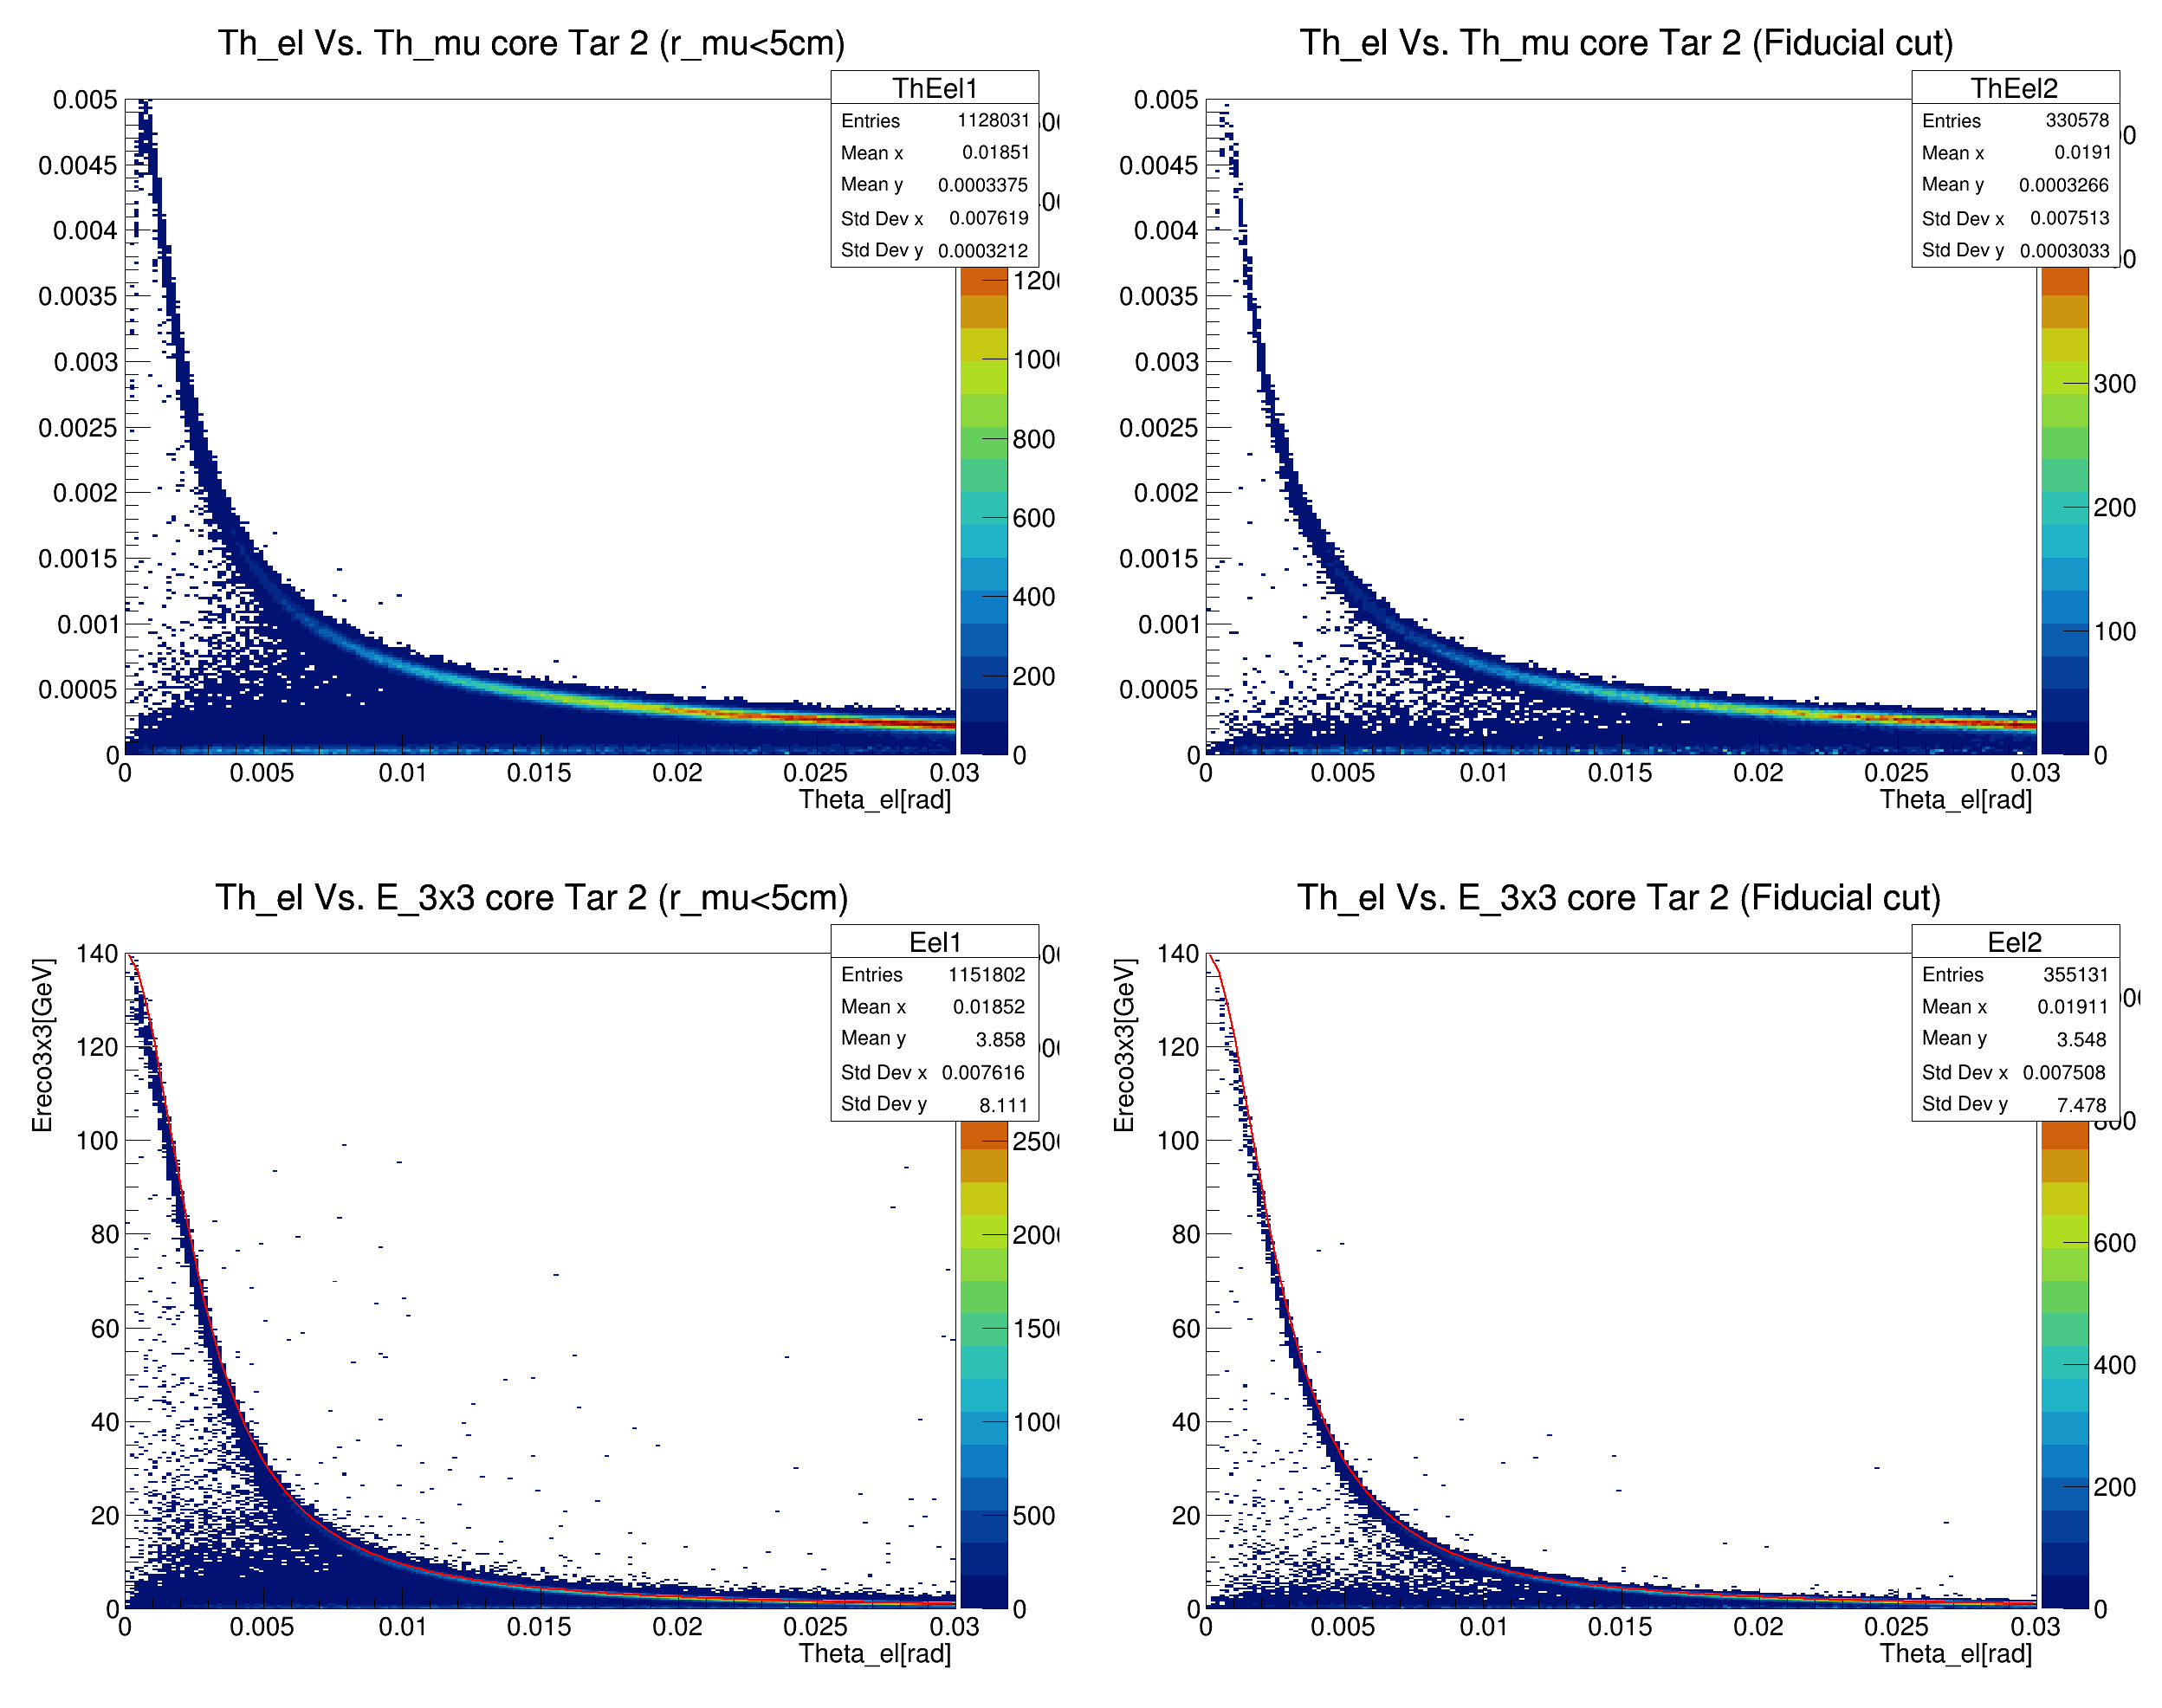 Th_el Vs. Th_mu core Tar 2 (r_mu<5cm)
ThEel1
Entries 1128031
Mean x 0.01851
Mean y 0.0003375
Std Dev x 0.007619
Std Dev y 0.0003212
0.005
0.0045
0.004
0.0035
0.003
0.0025
0.002
0.0015
0.001
0.0005
0
0 0.005 0.01 0.015 0.02 0.025 0.03
Theta_el[rad]
800
600
400
200
0
Th_el Vs. Th_mu core Tar 2 (Fiducial cut)
ThEel2
Entries 330578
Mean x 0.0191
Mean y 0.0003266
Std Dev x 0.007513
Std Dev y 0.0003033
0.005
0.0045
0.004
0.0035
0.003
0.0025
0.002
0.0015
0.001
0.0005
0
0 0.005 0.01 0.015 0.02 0.025 0.03
Theta_el[rad]
300
200
100
0
Th_el Vs. E_3x3 core Tar 2 (r_mu<5cm)
Eel1
Entries 1151802
Mean x 0.01852
Mean y 3.858
Std Dev x 0.007616
Std Dev y 8.111
Ereco3x3[GeV]
140
120
100
80
60
40
20
0
0 0.005 0.01 0.015 0.02 0.025 0.03
Theta_el[rad]
500
0
Th_el Vs. E_3x3 core Tar 2 (Fiducial cut)
Eel2
Entries 355131
Mean x 0.01911
Mean y 3.548
Std Dev x 0.007508
Std Dev y 7.478
Ereco3x3[GeV]
140
120
100
80
60
40
20
0
0 0.005 0.01 0.015 0.02 0.025 0.03
Theta_el[rad]
800
600
400
200
0